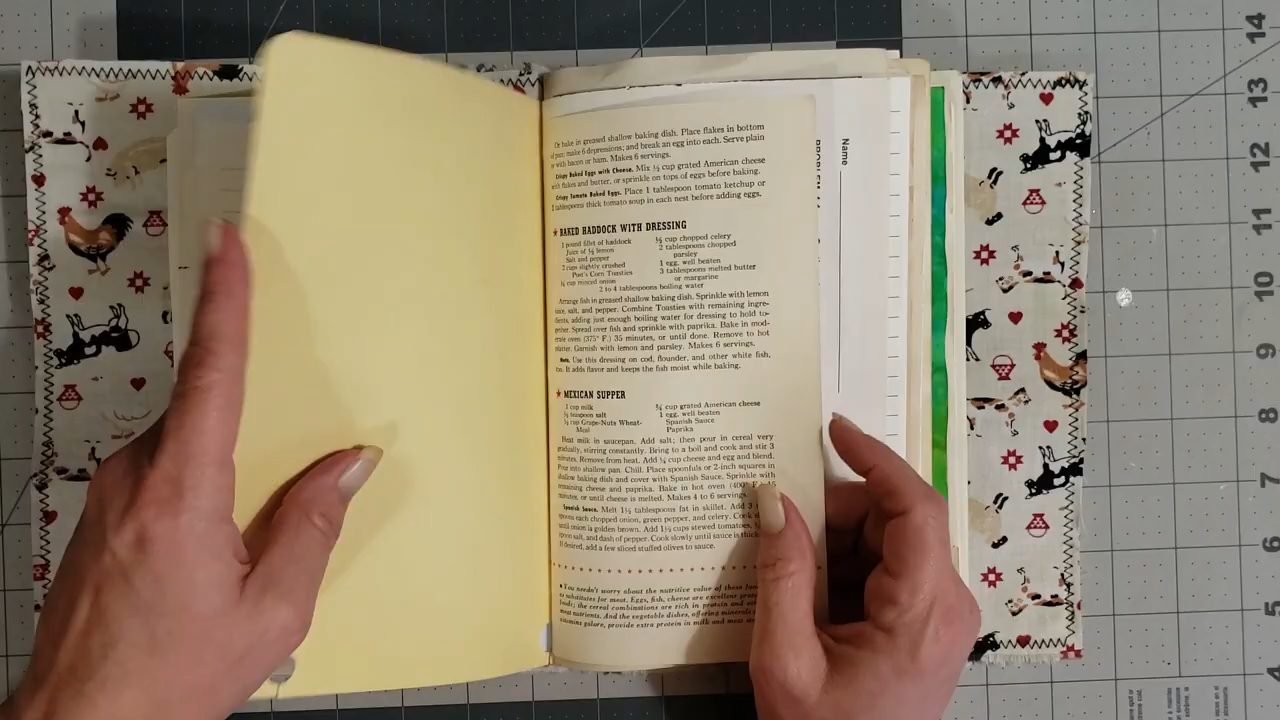 Or bake in greased shallow baking dish. Place flakes in bottom
of pan; make 6 depressions; and break an egg into each. Serve plain
or with bacon or ham. Makes 6 servings.
Crispy Baked Eggs with Cheese. Mix ½ cup grated American cheese
with flakes and butter, or sprinkle on tops of eggs before baking.
Crispy Tomato Baked Eggs. Place 1 tablespoon tomato ketchup or
2 tablespoons thick tomato soup in each nest before adding eggs.
★ BAKED HADDOCK WITH DRESSING
1 pound fillet of haddock
Juice of ½ lemon
Salt and pepper
2 cups slightly crushed
Post's Corn Toasties
¼ cup minced onion
½ cup chopped celery
2 tablespoons chopped
parsley
1 egg, well beaten
3 tablespoons melted butter
or margarine
2 to 4 tablespoons boiling water
Arrange fish in greased shallow baking dish. Sprinkle with lemon
juice, salt, and pepper. Combine Toasties with remaining ingre-
dients, adding just enough boiling water for dressing to hold to-
gether. Spread over fish and sprinkle with paprika. Bake in mod-
erate oven (375° F.) 35 minutes, or until done. Remove to hot
platter. Garnish with lemon and parsley. Makes 6 servings.
Note. Use this dressing on cod, flounder, and other white fish,
too. It adds flavor and keeps the fish moist while baking.
★ MEXICAN SUPPER
1 cup milk
½ teaspoon salt
½ cup Grape-Nuts Wheat-
Meal
¾ cup grated American cheese
1 egg, well beaten
Spanish Sauce
Paprika
Heat milk in saucepan. Add salt; then pour in cereal very
gradually, stirring constantly. Bring to a boil and cook and stir 3
minutes. Remove from heat. Add ¼ cup cheese and egg and blend.
Pour into shallow pan. Chill. Place spoonfuls or 2-inch squares in
shallow baking dish and cover with Spanish Sauce. Sprinkle with
remaining cheese and paprika. Bake in hot oven (400° F.) 15
minutes, or until cheese is melted. Makes 4 to 6 servings.
Spanish Sauce. Melt 1½ tablespoons fat in skillet. Add 3
spoons each chopped onion, green pepper, and celery. Cook
until onion is golden brown. Add 1½ cups stewed tomatoes,
spoon salt, and dash of pepper. Cook slowly until sauce is thick
If desired, add a few sliced stuffed olives to sauce.
You needn't worry about the nutritive value of these
as substitutes for meat. Eggs, fish, cheese are excellent
foods; the cereal combinations are rich in protein and
meat nutrients. And the vegetable dishes, offering minerals
vitamins galore, provide extra protein in milk and meat
Name
14
13
12
11
10
9
8
7
6
5
4